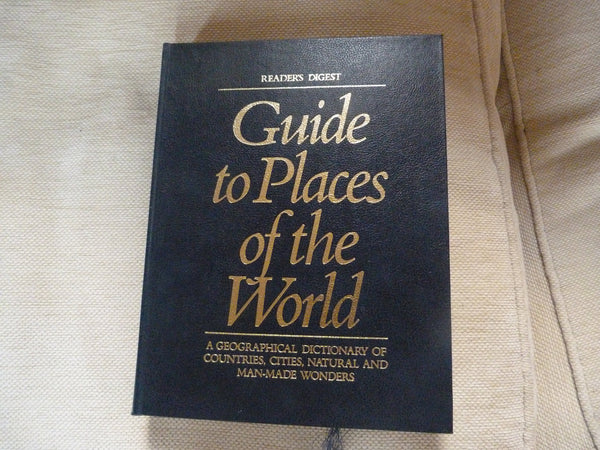 READER'S DIGEST
Guide
to Places
of the
World
A GEOGRAPHICAL DICTIONARY OF
COUNTRIES, CITIES, NATURAL AND
MAN-MADE WONDERS